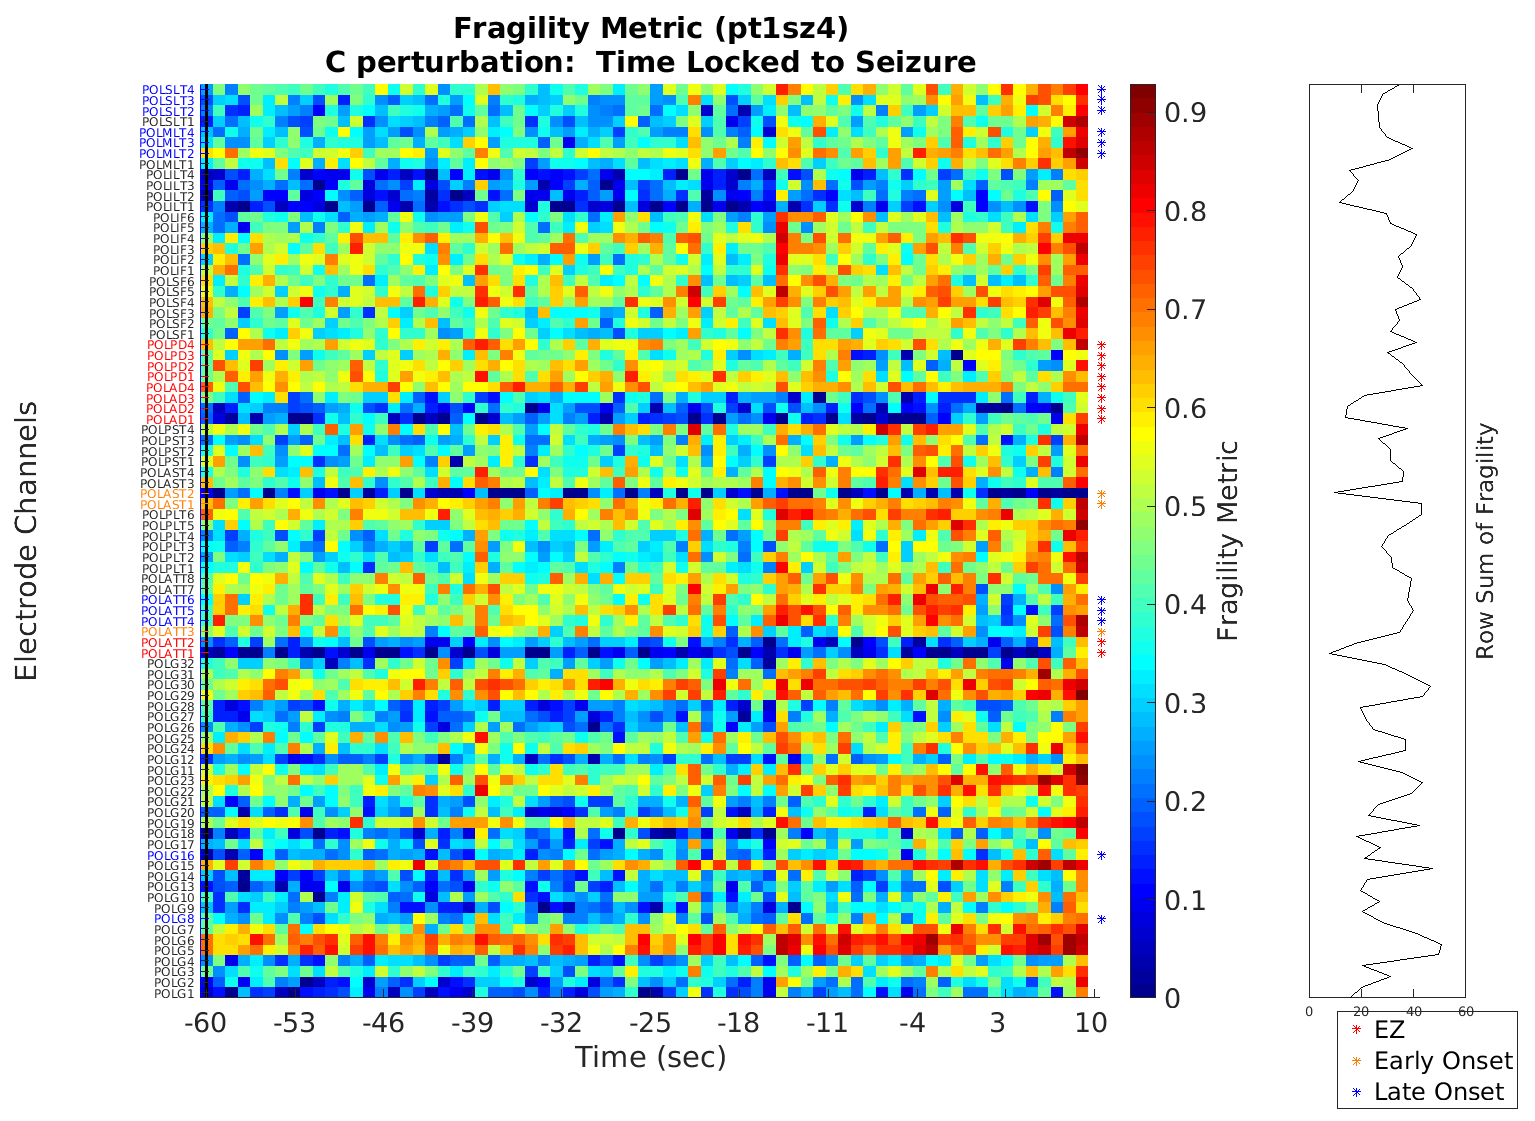 Fragility Metric (pt1sz4)
C perturbation: Time Locked to Seizure
Electrode Channels
POLSLT4
POLSLT3
POLSLT2
POLSLT1
POLMLT4
POLMLT3
POLMLT2
POLMLT1
POLILT4
POLILT3
POLILT2
POLILT1
POLIF6
POLIF5
POLIF4
POLIF3
POLIF2
POLIF1
POLSF6
POLSF5
POLSF4
POLSF3
POLSF2
POLSF1
POLPD4
POLPD3
POLPD2
POLPD1
POLAD4
POLAD3
POLAD2
POLAD1
POLPST4
POLPST3
POLPST2
POLPST1
POLAST4
POLAST3
POLAST2
POLAST1
POLPLT6
POLPLT5
POLPLT4
POLPLT3
POLPLT2
POLPLT1
POLATT8
POLATT7
POLATT6
POLATT5
POLATT4
POLATT3
POLATT2
POLATT1
POLG32
POLG31
POLG30
POLG29
POLG28
POLG27
POLG26
POLG25
POLG24
POLG12
POLG11
POLG23
POLG22
POLG21
POLG20
POLG19
POLG18
POLG17
POLG16
POLG15
POLG14
POLG13
POLG10
POLG9
POLG8
POLG7
POLG6
POLG5
POLG4
POLG3
POLG2
POLG1
-60 -53 -46 -39 -32 -25 -18 -11 -4 3 10
Time (sec)
0.9
0.8
0.7
0.6
0.5
0.4
0.3
0.2
0.1
0
Fragility Metric
0 20 40 60
Row Sum of Fragility
EZ
Early Onset
Late Onset